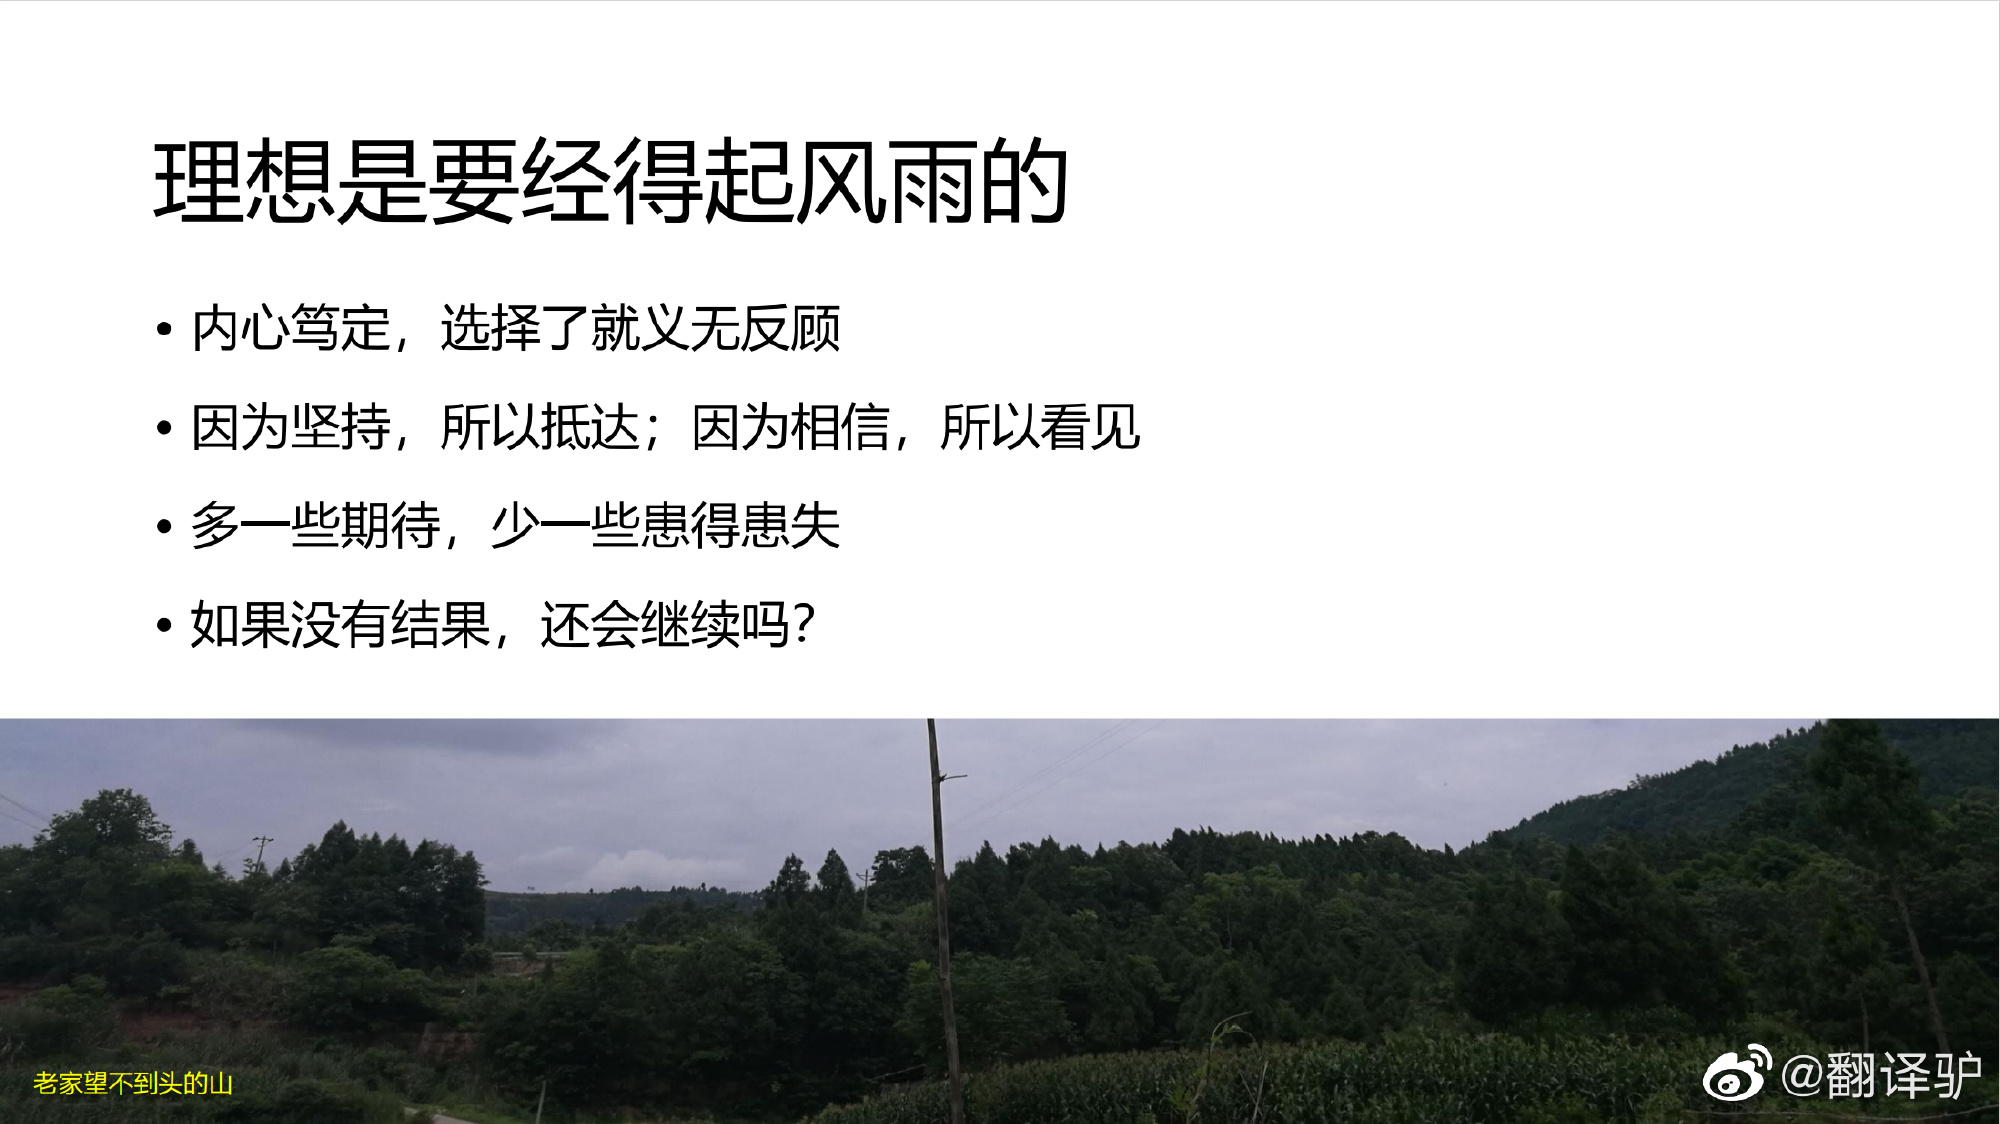 理想是要经得起风雨的
• 内心笃定，选择了就义无反顾
• 因为坚持，所以抵达；因为相信，所以看见
• 多一些期待，少一些患得患失
• 如果没有结果，还会继续吗？
老家望不到头的山
@翻译驴